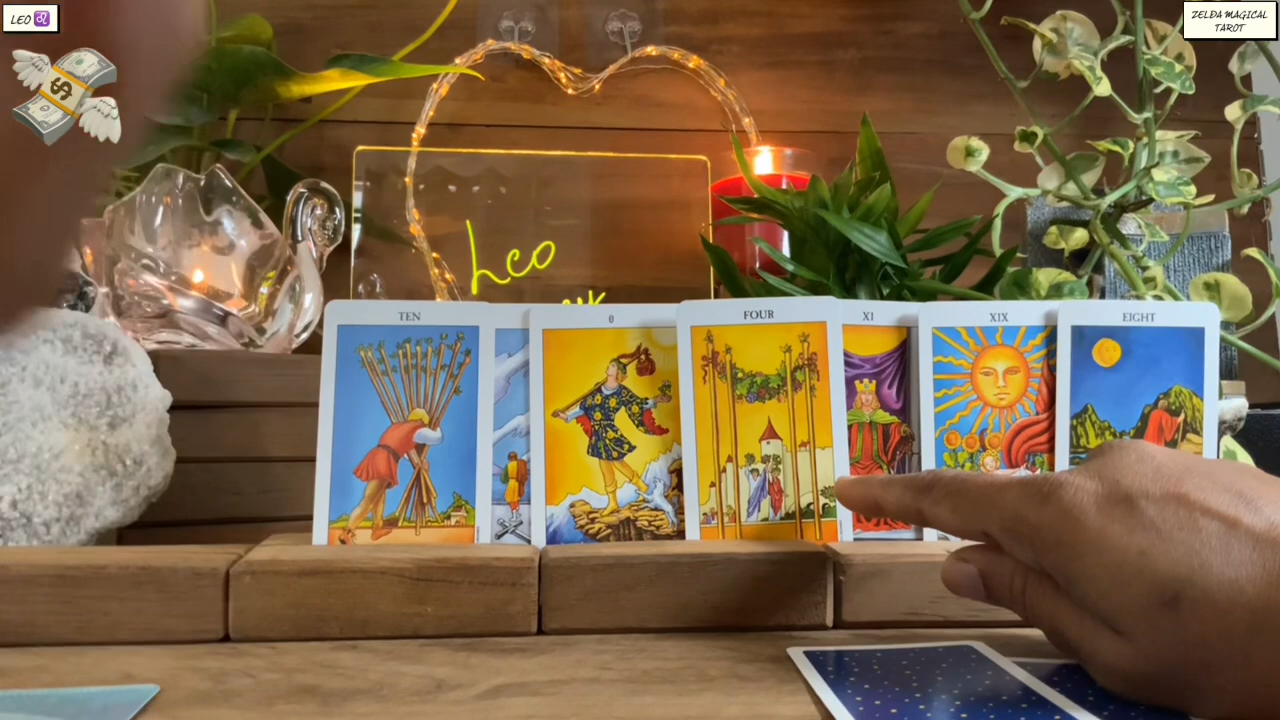 LEO ♌
ZELDA MAGICAL
TAROT
Leo
TEN
0
FOUR
XI
XIX
EIGHT